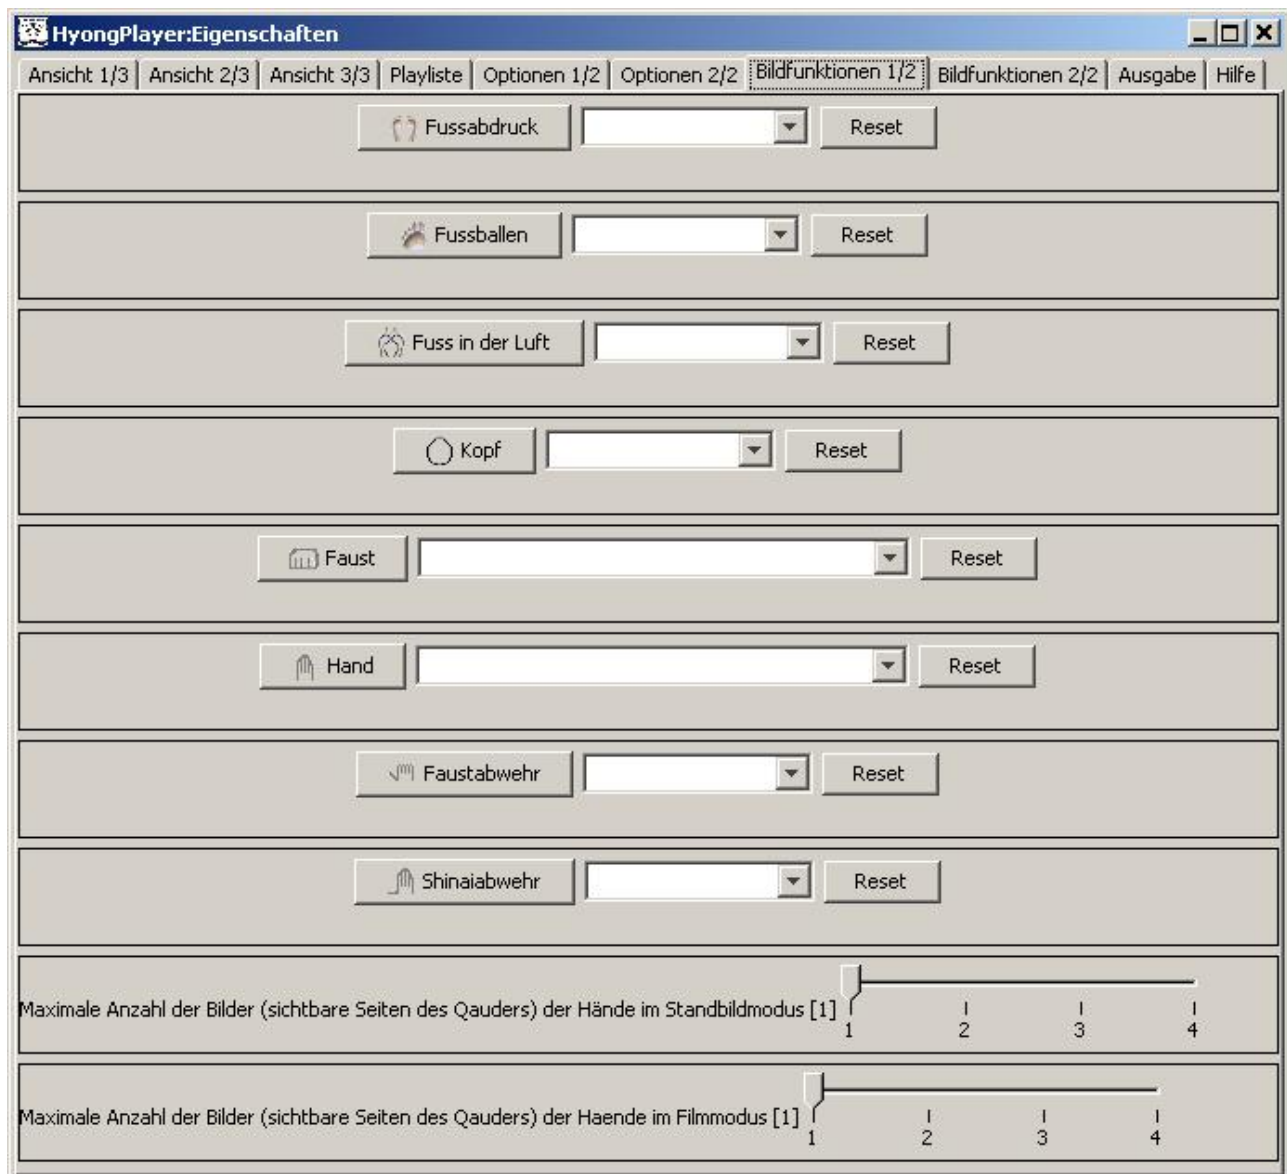 HyongPlayer:Eigenschaften
Ansicht 1/3 Ansicht 2/3 Ansicht 3/3 Playliste Optionen 1/2 Optionen 2/2 Bildfunktionen 1/2 Bildfunktionen 2/2 Ausgabe Hilfe
Fussabdruck Reset
Fussballen Reset
Fuss in der Luft Reset
Kopf Reset
Faust Reset
Hand Reset
Faustabwehr Reset
Shinaiabwehr Reset
Maximale Anzahl der Bilder (sichtbare Seiten des Qauders) der Hände im Standbildmodus [1]
1 2 3 4
Maximale Anzahl der Bilder (sichtbare Seiten des Qauders) der Haende im Filmmodus [1]
1 2 3 4